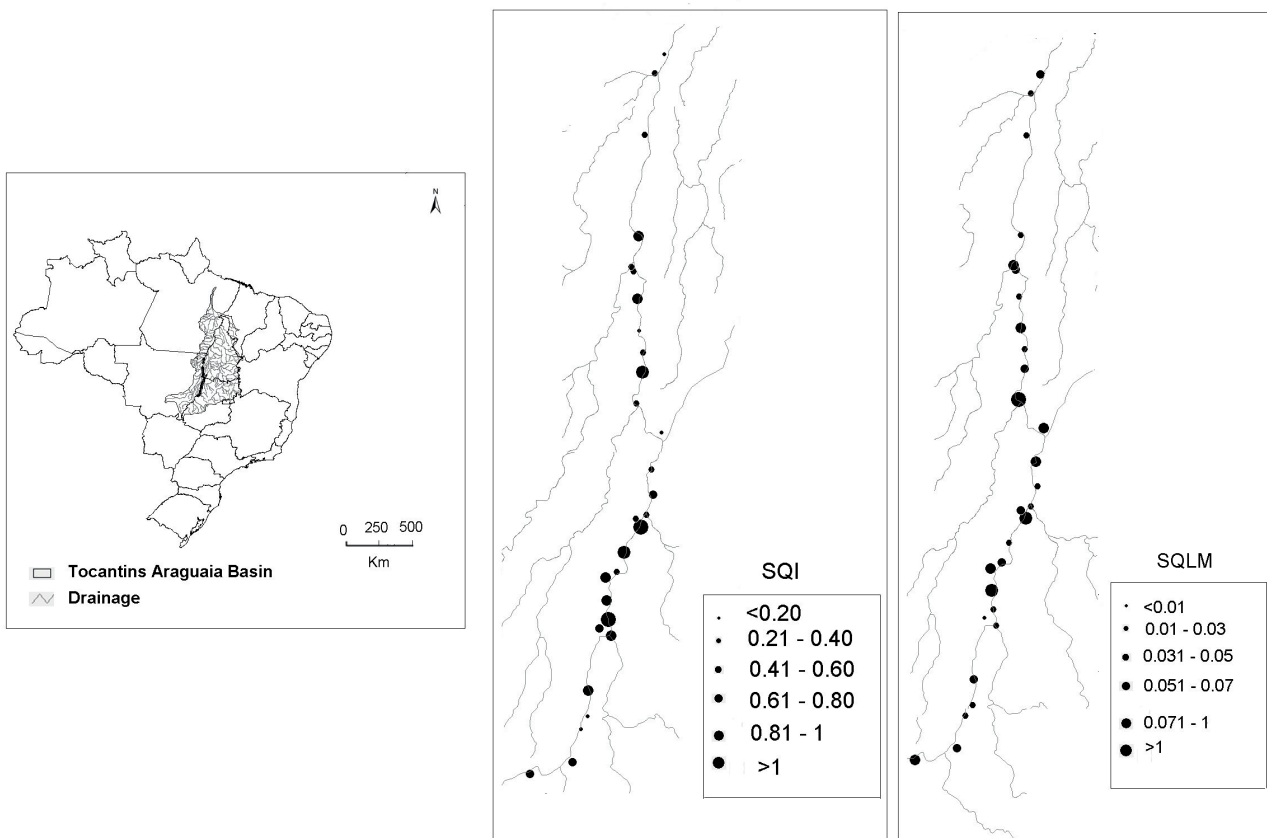 N
0 250 500
Km
Tocantins Araguaia Basin
Drainage
SQI
<0.20
0.21 - 0.40
0.41 - 0.60
0.61 - 0.80
0.81 - 1
>1
SQLM
<0.01
0.01 - 0.03
0.031 - 0.05
0.051 - 0.07
0.071 - 1
>1